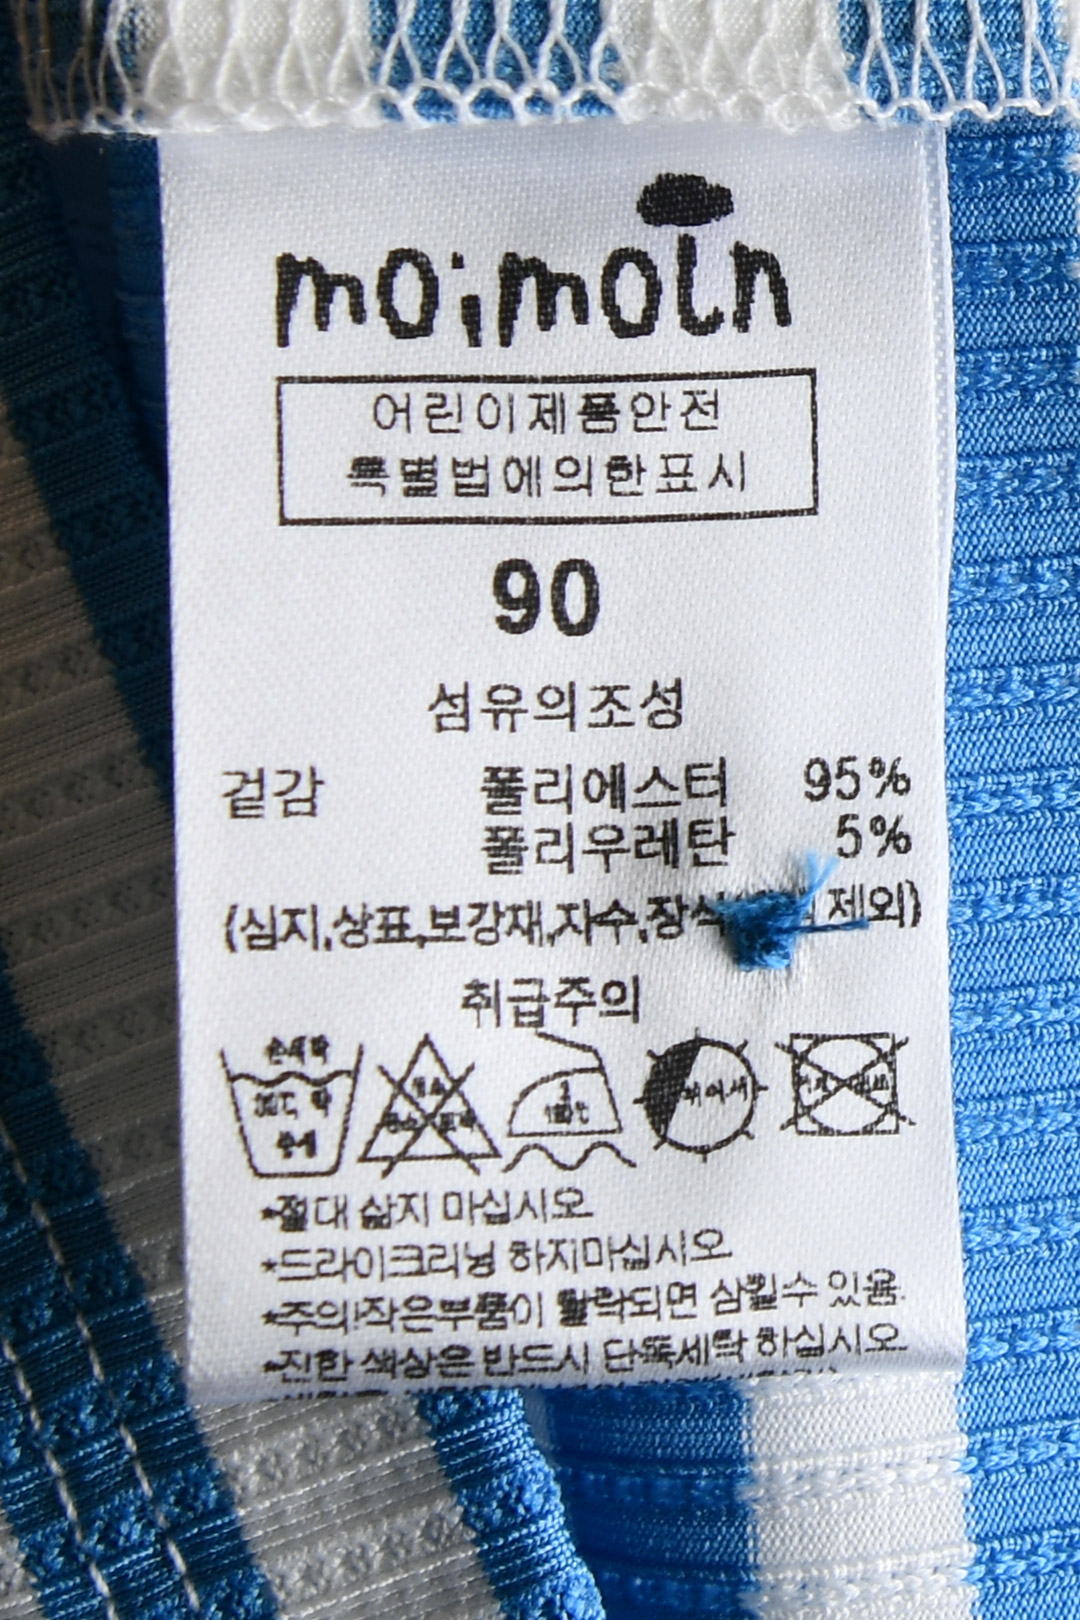 moimoln
어린이제품안전
특별법에의한표시
90
섬유의조성
겉감 폴리에스터 95%
폴리우레탄 5%
(심지,상표,보강재,자수,장식 제외)
취급주의
손세탁
30℃ 약
중성
180℃
*절대 삶지 마십시오
*드라이크리닝 하지마십시오
*주의!작은부품이 탈락되면 삼킬수 있음.
*진한 색상은 반드시 단독세탁 하십시오.